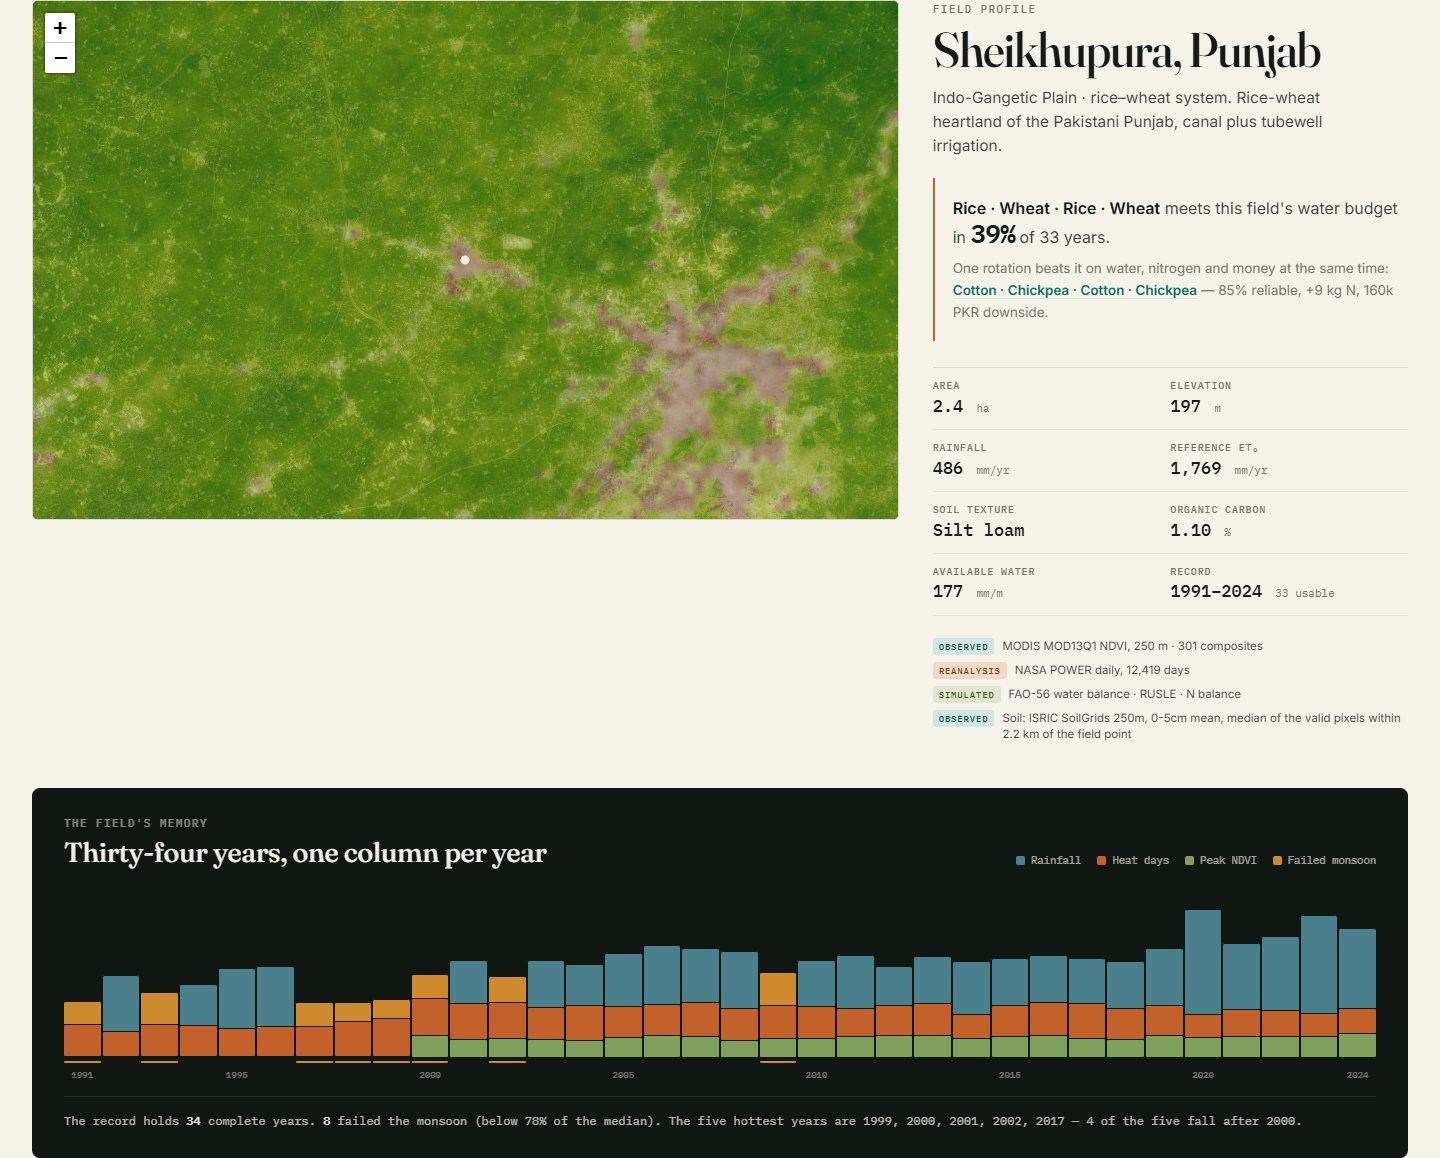 +
−
FIELD PROFILE
Sheikhupura, Punjab
Indo-Gangetic Plain · rice–wheat system. Rice-wheat
heartland of the Pakistani Punjab, canal plus tubewell
irrigation.
Rice · Wheat · Rice · Wheat meets this field's water budget
in 39% of 33 years.
One rotation beats it on water, nitrogen and money at the same time:
Cotton · Chickpea · Cotton · Chickpea — 85% reliable, +9 kg N, 160k
PKR downside.
AREA
2.4 ha
ELEVATION
197 m
RAINFALL
486 mm/yr
REFERENCE ET₀
1,769 mm/yr
SOIL TEXTURE
Silt loam
ORGANIC CARBON
1.10 %
AVAILABLE WATER
177 mm/m
RECORD
1991–2024 33 usable
OBSERVED MODIS MOD13Q1 NDVI, 250 m · 301 composites
REANALYSIS NASA POWER daily, 12,419 days
SIMULATED FAO-56 water balance · RUSLE · N balance
OBSERVED Soil: ISRIC SoilGrids 250m, 0-5cm mean, median of the valid pixels within
2.2 km of the field point
THE FIELD'S MEMORY
Thirty-four years, one column per year
Rainfall Heat days Peak NDVI Failed monsoon
1991 1995 2000 2005 2010 2015 2020 2024
The record holds 34 complete years. 8 failed the monsoon (below 78% of the median). The five hottest years are 1999, 2000, 2001, 2002, 2017 — 4 of the five fall after 2000.